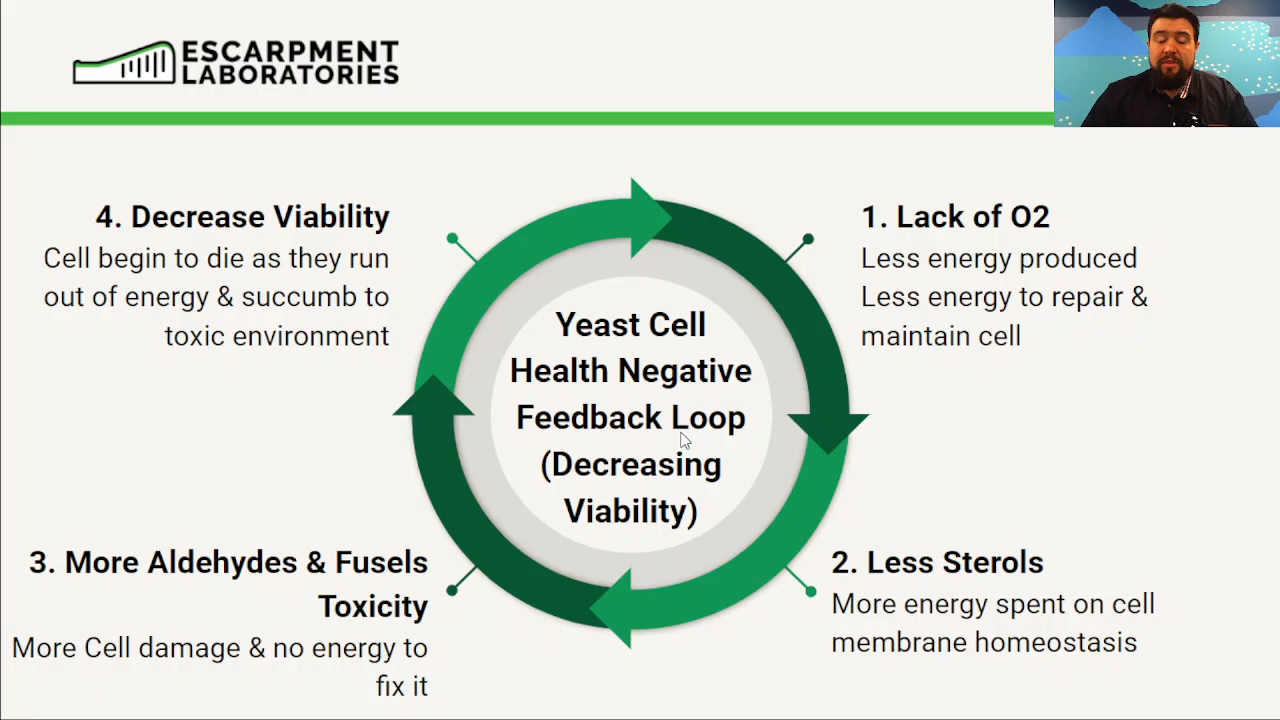 ESCARPMENT
LABORATORIES
4. Decrease Viability
Cell begin to die as they run
out of energy & succumb to
toxic environment
1. Lack of O2
Less energy produced
Less energy to repair &
maintain cell
Yeast Cell
Health Negative
Feedback Loop
(Decreasing
Viability)
3. More Aldehydes & Fusels
Toxicity
More Cell damage & no energy to
fix it
2. Less Sterols
More energy spent on cell
membrane homeostasis